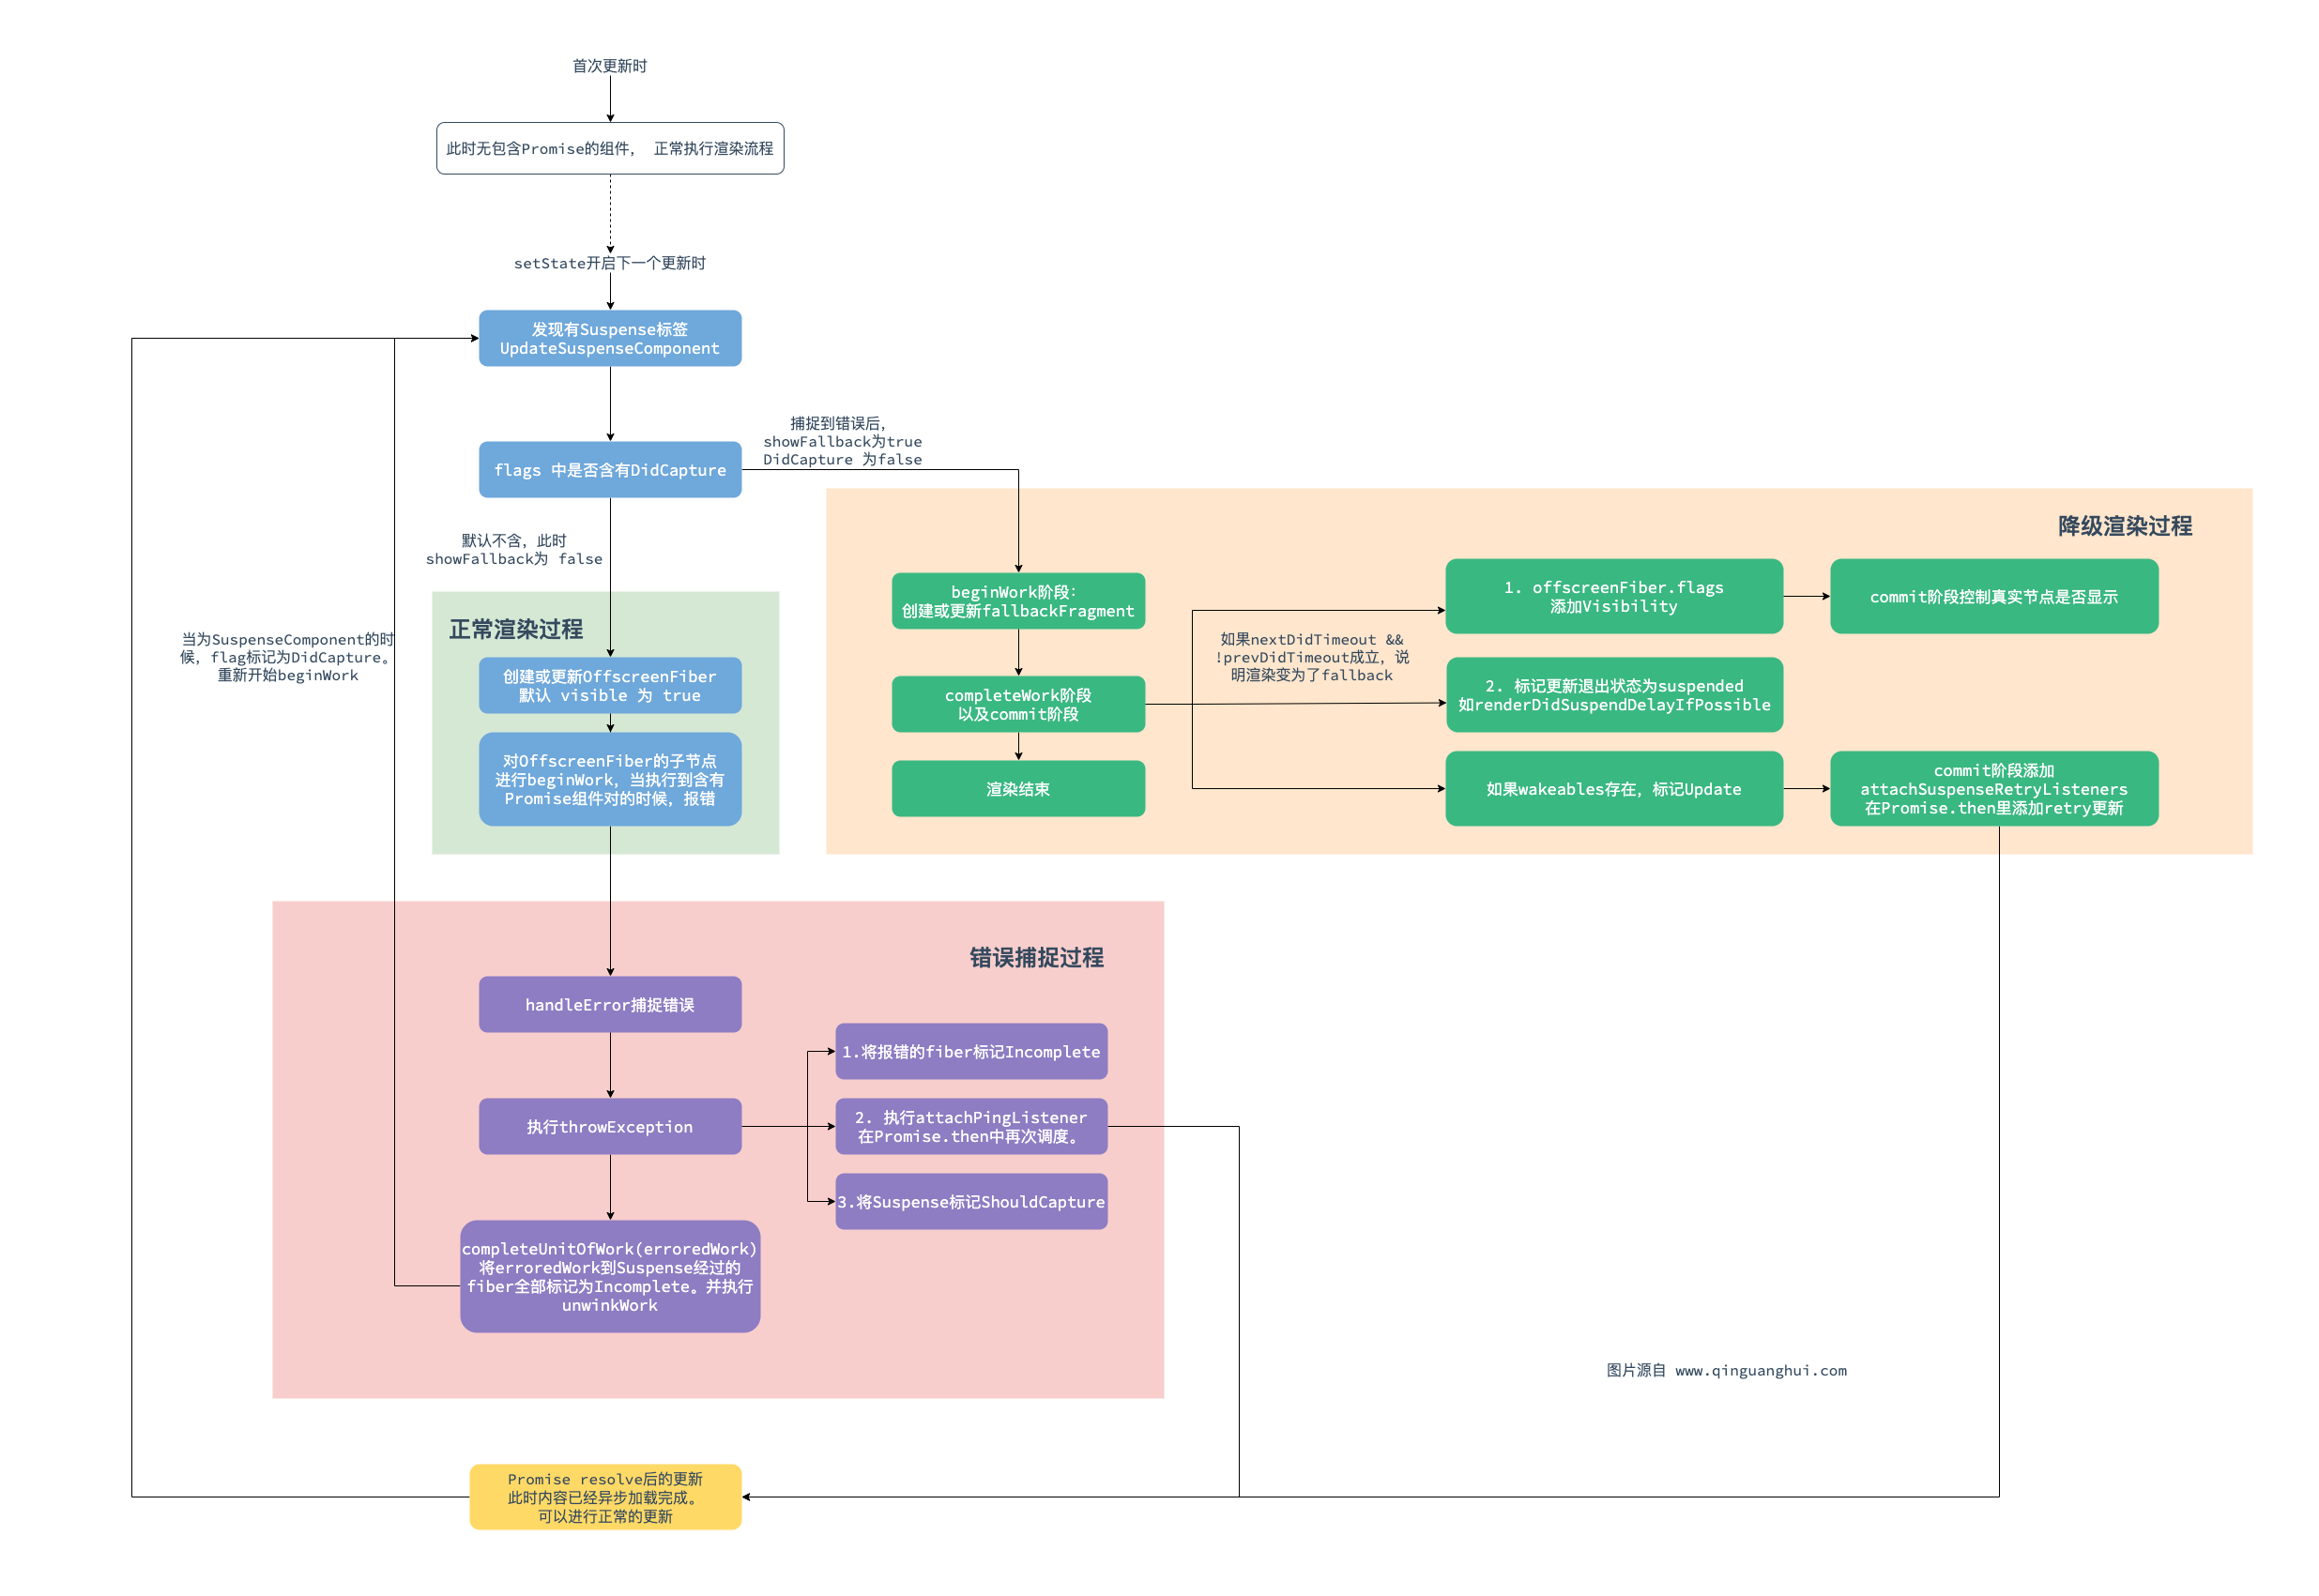 首次更新时
此时无包含Promise的组件， 正常执行渲染流程
setState开启下一个更新时
发现有Suspense标签
UpdateSuspenseComponent
flags 中是否含有DidCapture
捕捉到错误后，
showFallback为true
DidCapture 为false
默认不含，此时
showFallback为 false
正常渲染过程
创建或更新OffscreenFiber
默认 visible 为 true
对OffscreenFiber的子节点
进行beginWork，当执行到含有
Promise组件对的时候，报错
当为SuspenseComponent的时
候，flag标记为DidCapture。
重新开始beginWork
降级渲染过程
beginWork阶段：
创建或更新fallbackFragment
completeWork阶段
以及commit阶段
渲染结束
如果nextDidTimeout &&
!prevDidTimeout成立，说
明渲染变为了fallback
1. offscreenFiber.flags
添加Visibility
commit阶段控制真实节点是否显示
2. 标记更新退出状态为suspended
如renderDidSuspendDelayIfPossible
如果wakeables存在，标记Update
commit阶段添加
attachSuspenseRetryListeners
在Promise.then里添加retry更新
错误捕捉过程
handleError捕捉错误
执行throwException
1.将报错的fiber标记Incomplete
2. 执行attachPingListener
在Promise.then中再次调度。
3.将Suspense标记ShouldCapture
completeUnitOfWork(erroredWork)
将erroredWork到Suspense经过的
fiber全部标记为Incomplete。并执行
unwinkWork
图片源自 www.qinguanghui.com
Promise resolve后的更新
此时内容已经异步加载完成。
可以进行正常的更新